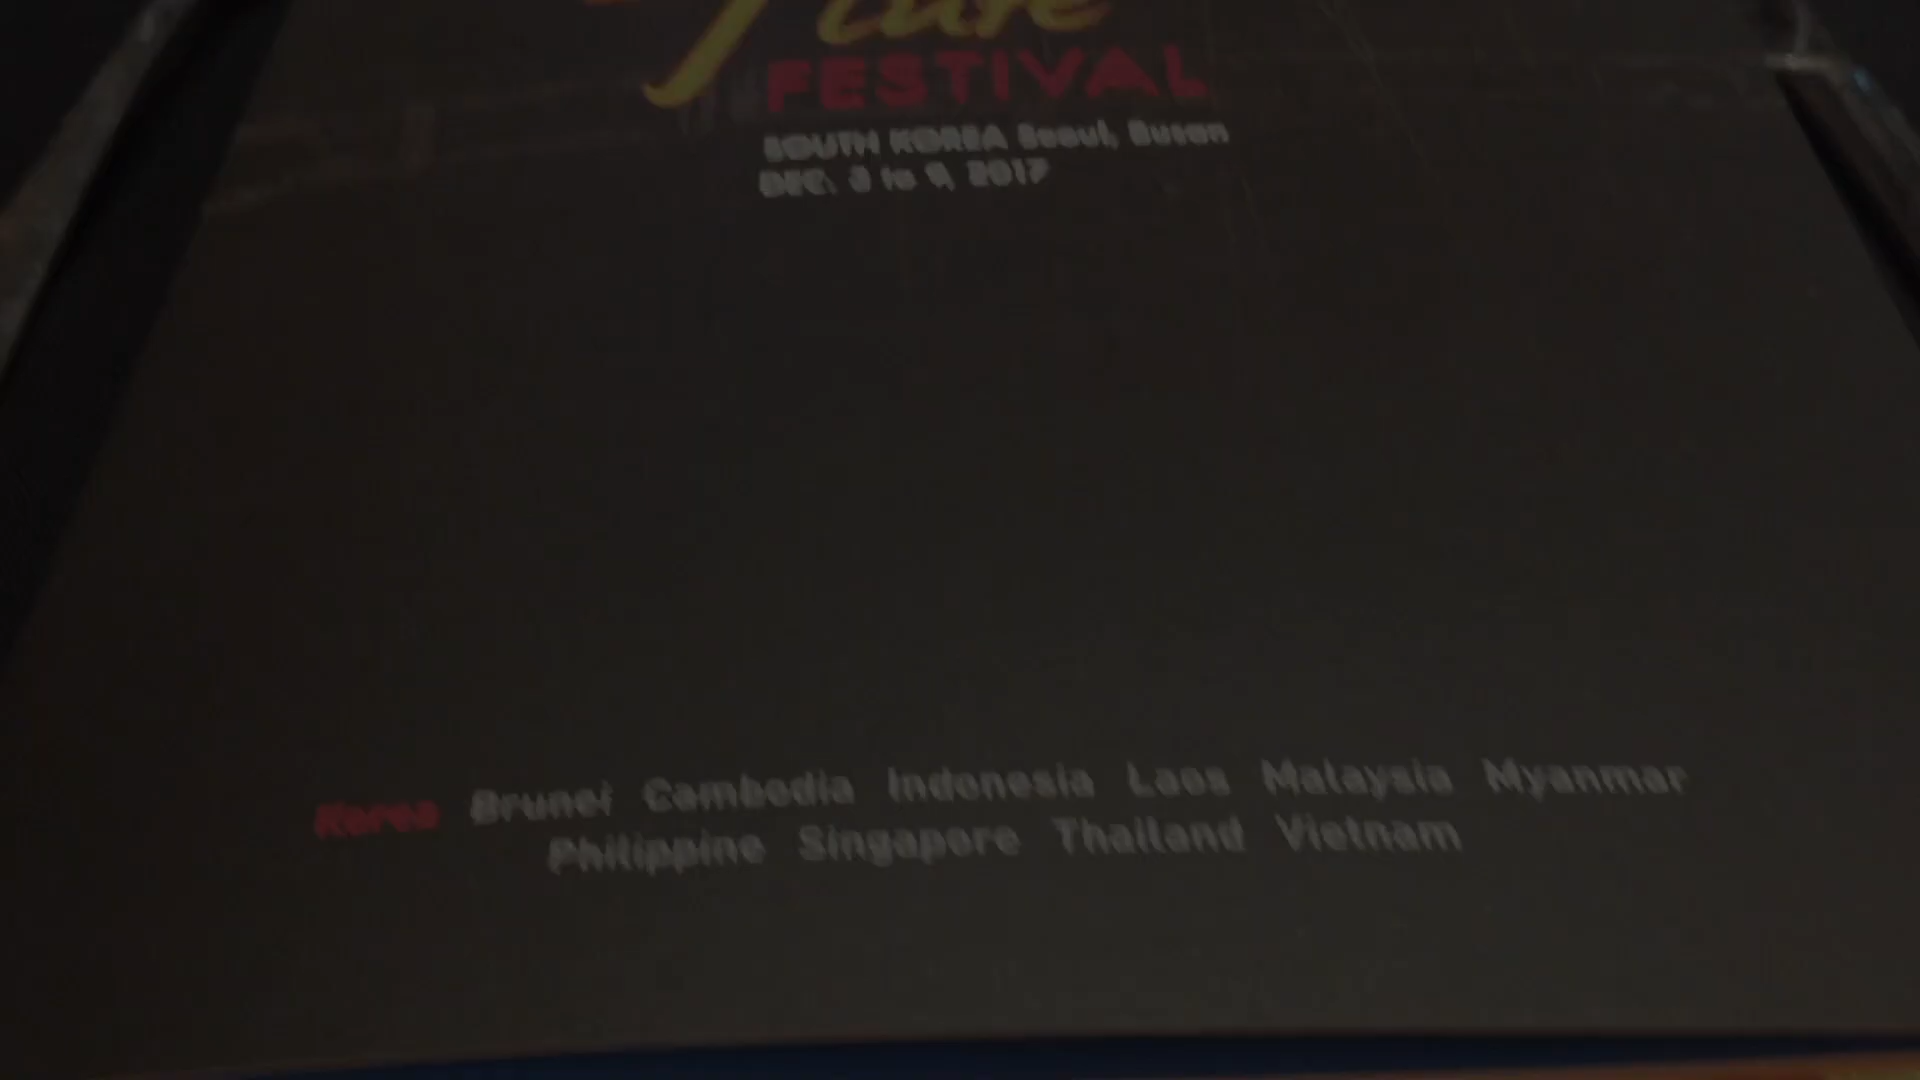 FESTIVAL
SOUTH KOREA Seoul, Busan
DEC. 3 to 9, 2017
Korea Brunei Cambodia Indonesia Laos Malaysia Myanmar
Philippine Singapore Thailand Vietnam